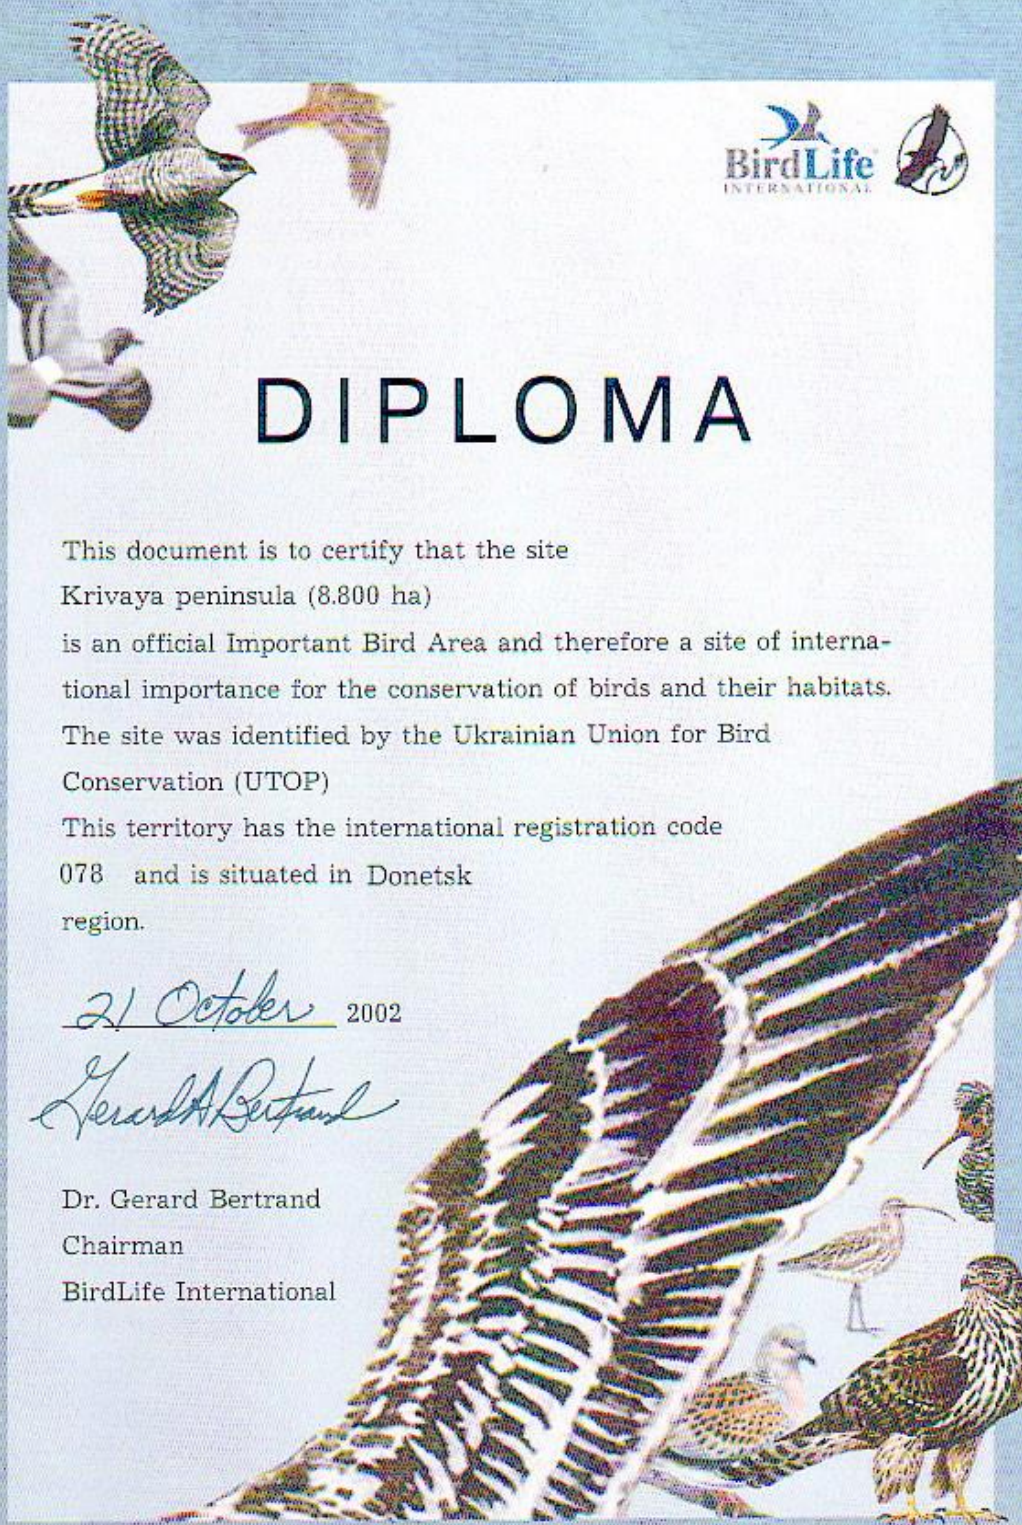 BirdLife
INTERNATIONAL
DIPLOMA
This document is to certify that the site
Krivaya peninsula (8.800 ha)
is an official Important Bird Area and therefore a site of interna-
tional importance for the conservation of birds and their habitats.
The site was identified by the Ukrainian Union for Bird
Conservation (UTOP)
This territory has the international registration code
078 and is situated in Donetsk
region.
21 October 2002
Gerard A Bertrand
Dr. Gerard Bertrand
Chairman
BirdLife International